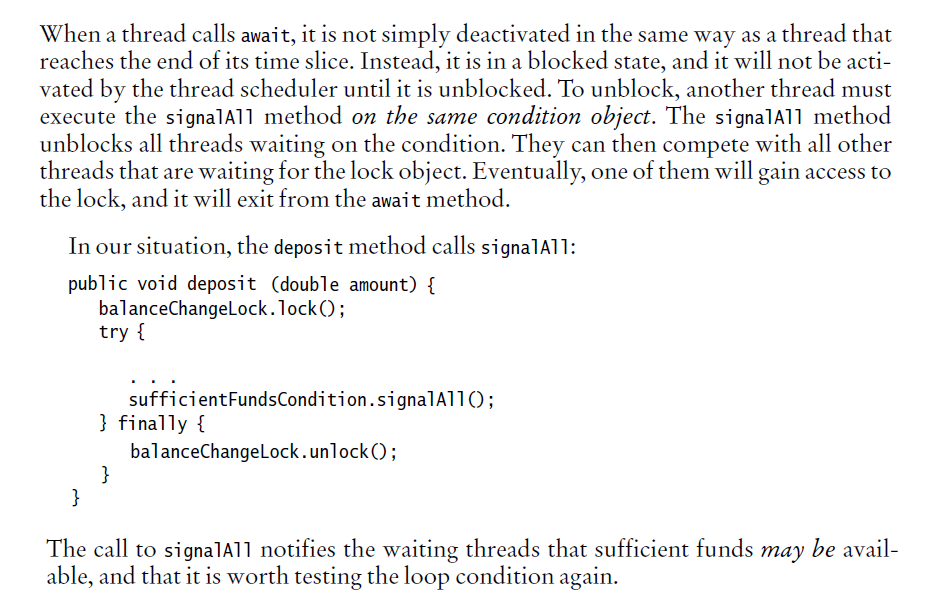 When a thread calls await, it is not simply deactivated in the same way as a thread that
reaches the end of its time slice. Instead, it is in a blocked state, and it will not be acti-
vated by the thread scheduler until it is unblocked. To unblock, another thread must
execute the signalAll method on the same condition object. The signalAll method
unblocks all threads waiting on the condition. They can then compete with all other
threads that are waiting for the lock object. Eventually, one of them will gain access to
the lock, and it will exit from the await method.
In our situation, the deposit method calls signalAll:
public void deposit (double amount) {
balanceChangeLock.lock();
try {
. . .
sufficientFundsCondition.signalAll();
} finally {
balanceChangeLock.unlock();
}
}
The call to signalAll notifies the waiting threads that sufficient funds may be avail-
able, and that it is worth testing the loop condition again.